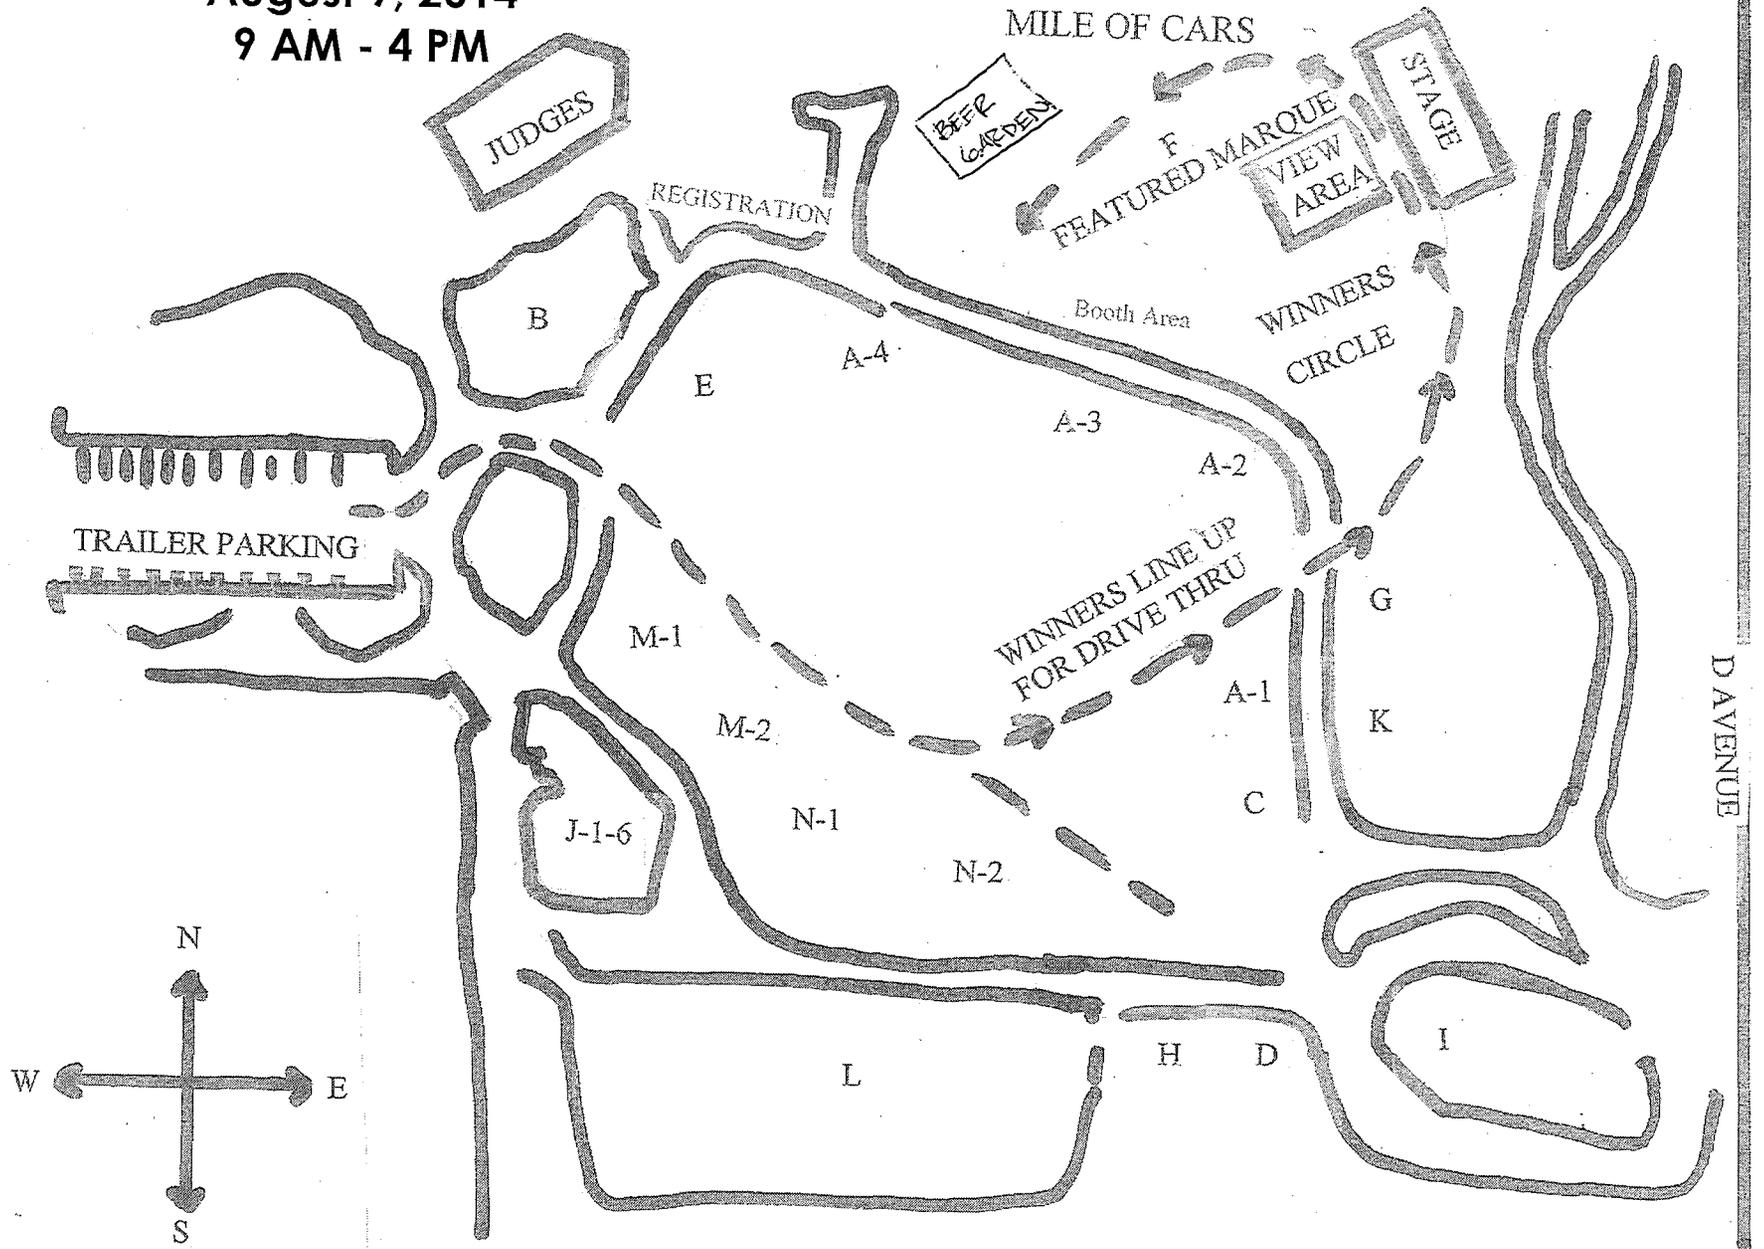 9 AM - 4 PM
MILE OF CARS
STAGE
JUDGES
BEER
GARDEN
F
FEATURED MARQUE
VIEW
AREA
REGISTRATION
B
Booth Area
WINNERS
CIRCLE
A-4
E
A-3
A-2
TRAILER PARKING
WINNERS LINE UP
FOR DRIVE THRU
G
M-1
A-1
D AVENUE
M-2
K
C
N-1
J-1-6
N-2
N
I
H
D
L
W
E
S